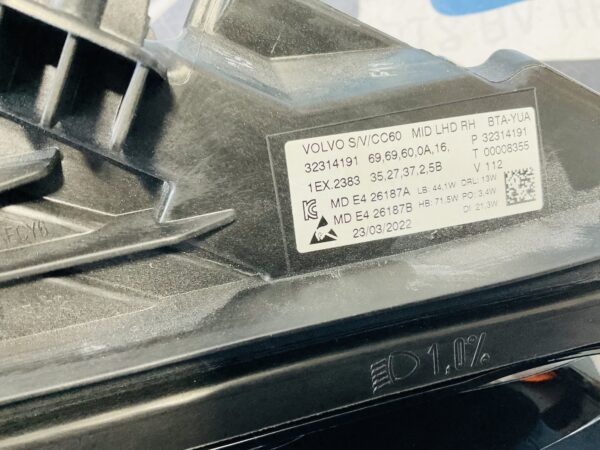 VOLVO S/V/CC60 MID LHD RH BTA-YUA
32314191 69,69,60,0A,16, P 32314191
1EX.2383 35,27,37,2,5B T 00008355
V 112
MD E4 26187A LB: 44,1W DRL: 13W
MD E4 26187B HB: 71,5W PO: 3,4W
23/03/2022 DI: 21,3W
1,0%